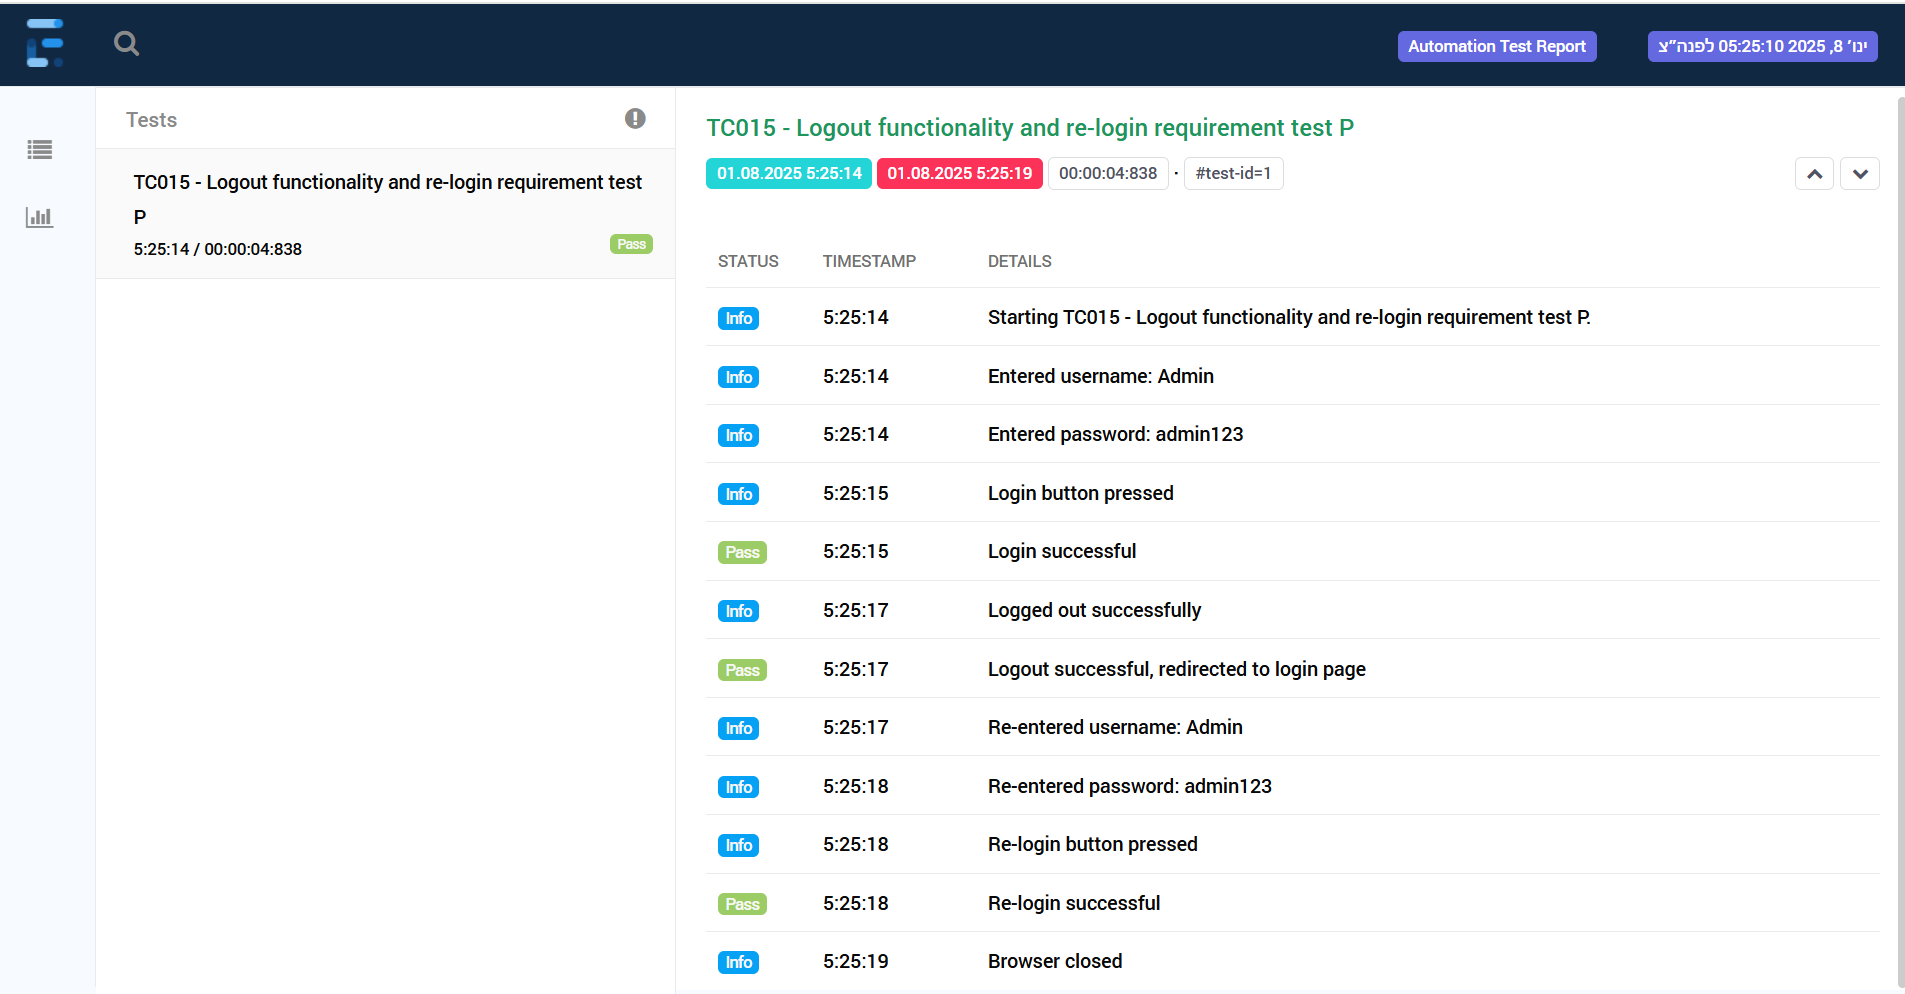 Automation Test Report
ינו׳ 8, 2025 05:25:10 לפנה״צ
Tests
TC015 - Logout functionality and re-login requirement test
P
5:25:14 / 00:00:04:838
Pass
TC015 - Logout functionality and re-login requirement test P
01.08.2025 5:25:14 01.08.2025 5:25:19 00:00:04:838 · #test-id=1
STATUS TIMESTAMP DETAILS
Info 5:25:14 Starting TC015 - Logout functionality and re-login requirement test P.
Info 5:25:14 Entered username: Admin
Info 5:25:14 Entered password: admin123
Info 5:25:15 Login button pressed
Pass 5:25:15 Login successful
Info 5:25:17 Logged out successfully
Pass 5:25:17 Logout successful, redirected to login page
Info 5:25:17 Re-entered username: Admin
Info 5:25:18 Re-entered password: admin123
Info 5:25:18 Re-login button pressed
Pass 5:25:18 Re-login successful
Info 5:25:19 Browser closed